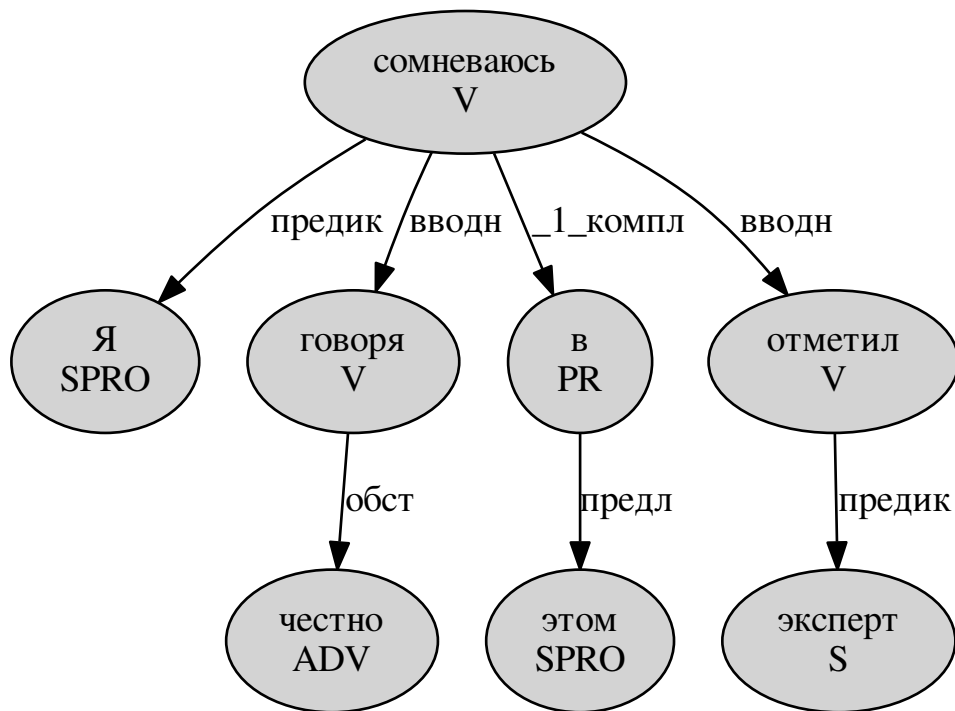 сомневаюсь
V
предик вводн _1_компл вводн
Я говоря в отметил
SPRO V PR V
обст предл предик
честно этом эксперт
ADV SPRO S